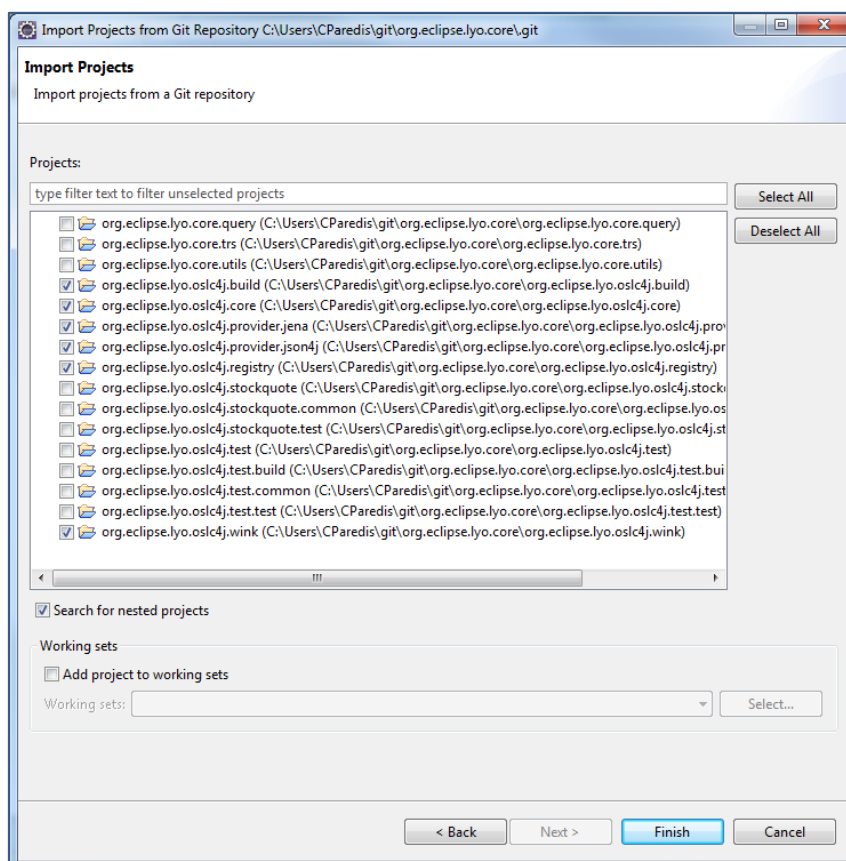 Import Projects from Git Repository C:\Users\CParedis\git\org.eclipse.lyo.core\.git
Import Projects
Import projects from a Git repository
Projects:
type filter text to filter unselected projects
Select All
Deselect All
org.eclipse.lyo.core.query (C:\Users\CParedis\git\org.eclipse.lyo.core\org.eclipse.lyo.core.query)
org.eclipse.lyo.core.trs (C:\Users\CParedis\git\org.eclipse.lyo.core\org.eclipse.lyo.core.trs)
org.eclipse.lyo.core.utils (C:\Users\CParedis\git\org.eclipse.lyo.core\org.eclipse.lyo.core.utils)
org.eclipse.lyo.oslc4j.build (C:\Users\CParedis\git\org.eclipse.lyo.core\org.eclipse.lyo.oslc4j.build)
org.eclipse.lyo.oslc4j.core (C:\Users\CParedis\git\org.eclipse.lyo.core\org.eclipse.lyo.oslc4j.core)
org.eclipse.lyo.oslc4j.provider.jena (C:\Users\CParedis\git\org.eclipse.lyo.core\org.eclipse.lyo.oslc4j.prov
org.eclipse.lyo.oslc4j.provider.json4j (C:\Users\CParedis\git\org.eclipse.lyo.core\org.eclipse.lyo.oslc4j.pr
org.eclipse.lyo.oslc4j.registry (C:\Users\CParedis\git\org.eclipse.lyo.core\org.eclipse.lyo.oslc4j.registry)
org.eclipse.lyo.oslc4j.stockquote (C:\Users\CParedis\git\org.eclipse.lyo.core\org.eclipse.lyo.oslc4j.stock
org.eclipse.lyo.oslc4j.stockquote.common (C:\Users\CParedis\git\org.eclipse.lyo.core\org.eclipse.lyo.os
org.eclipse.lyo.oslc4j.stockquote.test (C:\Users\CParedis\git\org.eclipse.lyo.core\org.eclipse.lyo.oslc4j.st
org.eclipse.lyo.oslc4j.test (C:\Users\CParedis\git\org.eclipse.lyo.core\org.eclipse.lyo.oslc4j.test)
org.eclipse.lyo.oslc4j.test.build (C:\Users\CParedis\git\org.eclipse.lyo.core\org.eclipse.lyo.oslc4j.test.bui
org.eclipse.lyo.oslc4j.test.common (C:\Users\CParedis\git\org.eclipse.lyo.core\org.eclipse.lyo.oslc4j.test
org.eclipse.lyo.oslc4j.test.test (C:\Users\CParedis\git\org.eclipse.lyo.core\org.eclipse.lyo.oslc4j.test.test)
org.eclipse.lyo.oslc4j.wink (C:\Users\CParedis\git\org.eclipse.lyo.core\org.eclipse.lyo.oslc4j.wink)
Search for nested projects
Working sets
Add project to working sets
Working sets:
Select...
< Back
Next >
Finish
Cancel